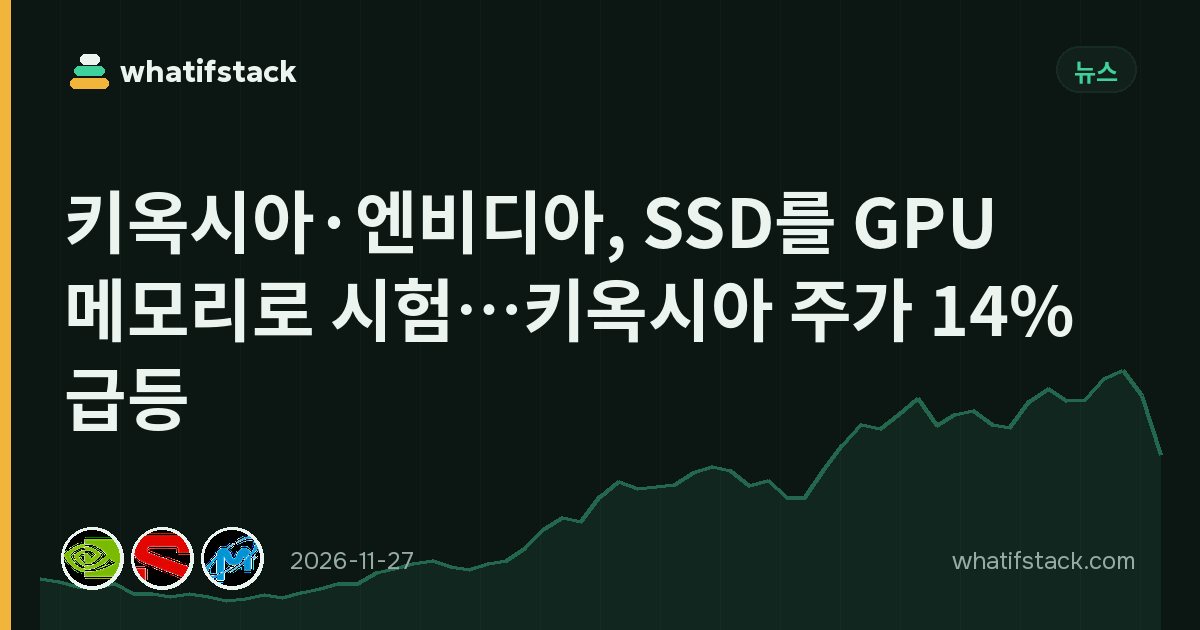 whatifstack
뉴스
키옥시아·엔비디아, SSD를 GPU
메모리로 시험…키옥시아 주가 14%
급등
2026-11-27
whatifstack.com